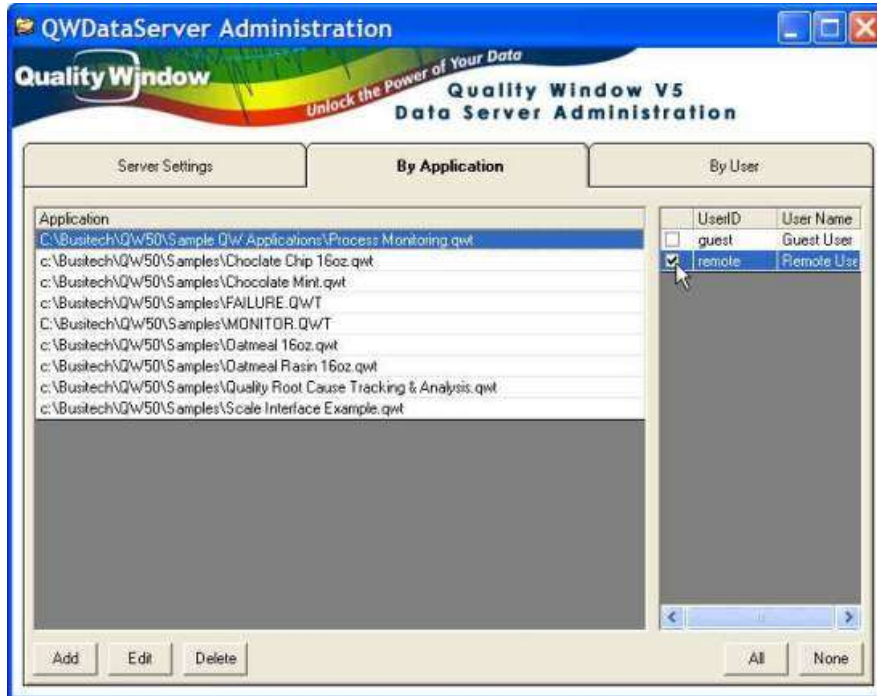 QWDataServer Administration
Quality Window
Unlock the Power of Your Data
Quality Window V5
Data Server Administration
Server Settings
By Application
By User
Application
C:\Busitech\QW50\Sample QW Applications\Process Monitoring.qwt
c:\Busitech\QW50\Samples\Choclate Chip 16oz.qwt
c:\Busitech\QW50\Samples\Chocolate Mint.qwt
c:\Busitech\QW50\Samples\FAILURE.QWT
C:\Busitech\QW50\Samples\MONITOR.QWT
c:\Busitech\QW50\Samples\Oatmeal 16oz.qwt
c:\Busitech\QW50\Samples\Oatmeal Rasin 16oz.qwt
c:\Busitech\QW50\Samples\Quality Root Cause Tracking & Analysis.qwt
c:\Busitech\QW50\Samples\Scale Interface Example.qwt
UserID User Name
guest Guest User
remote Remote Use
Add Edit Delete
All None